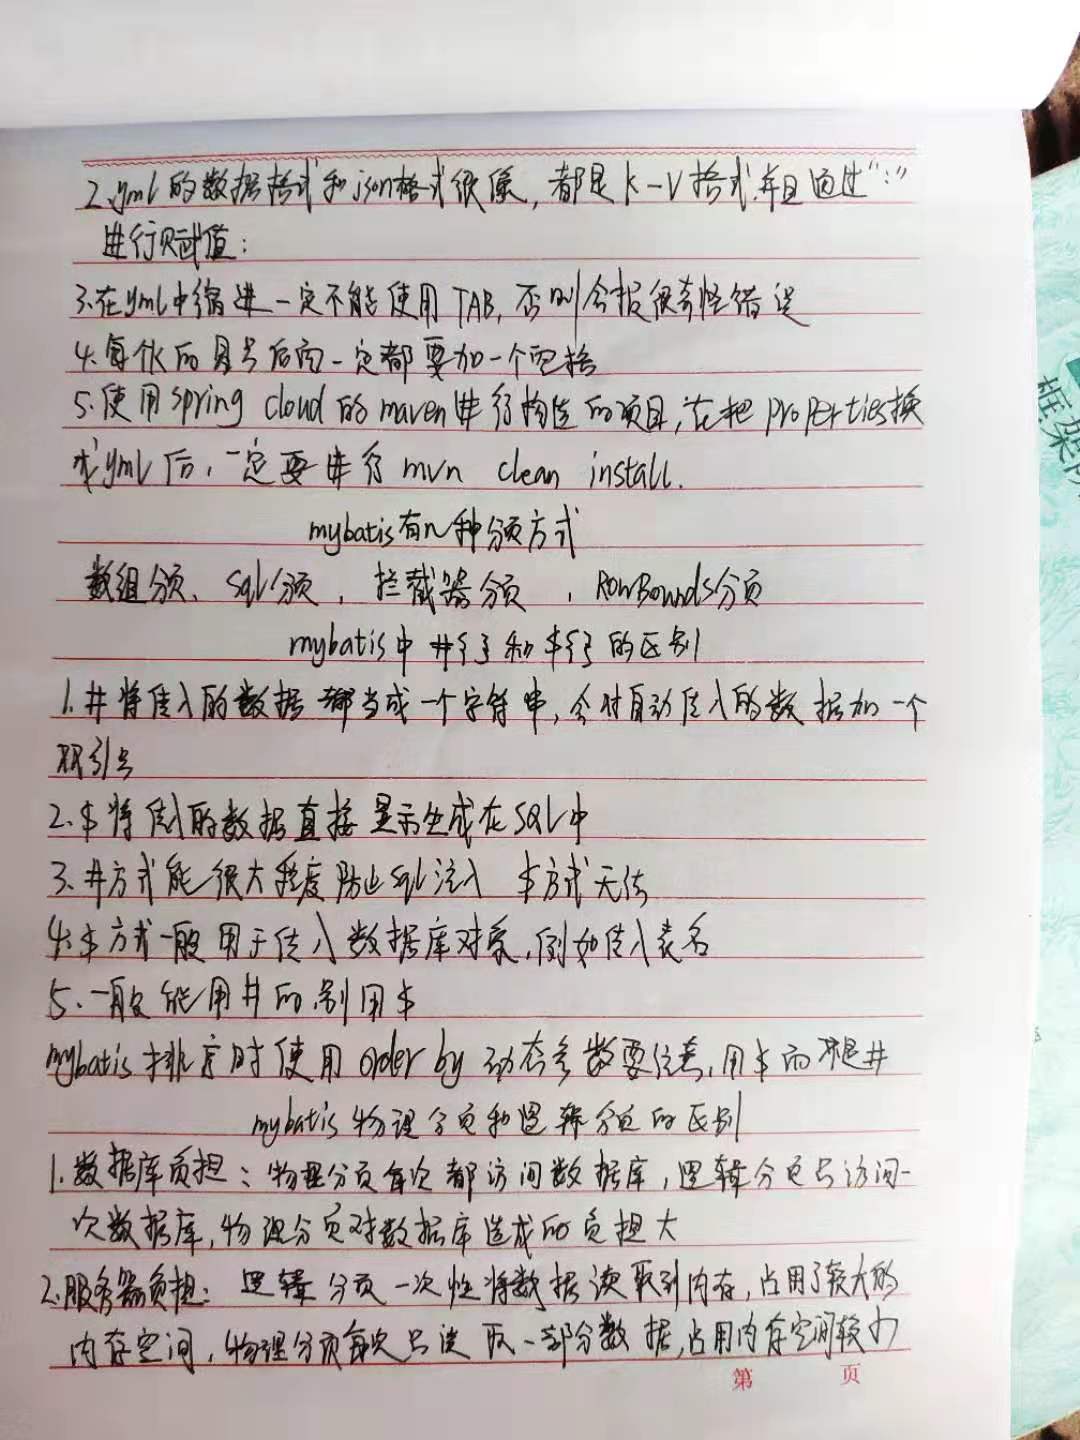 2.yml的数据格式和json格式很像，都是K-V格式，并且通过“:”
进行赋值：
3.在yml中缩进一定不能使用TAB，否则会报很奇怪错误
4.每个k的冒号后面一定都要加一个空格
5.使用spring cloud的maven进行构造的项目，在把properties换
成yml后，一定要进行mvn clean install.
mybatis有几种分页方式
数组分页、sql分页，拦截器分页，RowBounds分页
mybatis中#{}和${}的区别
1.#将传入的数据都当成一个字符串，会对自动传入的数据加一个
双引号
2.$将传入的数据直接显示生成在SQL中
3.#方式能很大程度防止sql注入 $方式无法
4.$方式一般用于传入数据库对象，例如传入表名
5.一般能用#的别用$
mybatis排序时使用order by动态参数要注意，用$而不是#
mybatis物理分页和逻辑分页的区别
1.数据库负担：物理分页每次都访问数据库，逻辑分页只访问一
次数据库，物理分页对数据库造成的负担大
2.服务器负担：逻辑分页一次性将数据读取到内存，占用了较大的
内存空间，物理分页每次只读取一部分数据，占用内存空间较小
第 页
框架